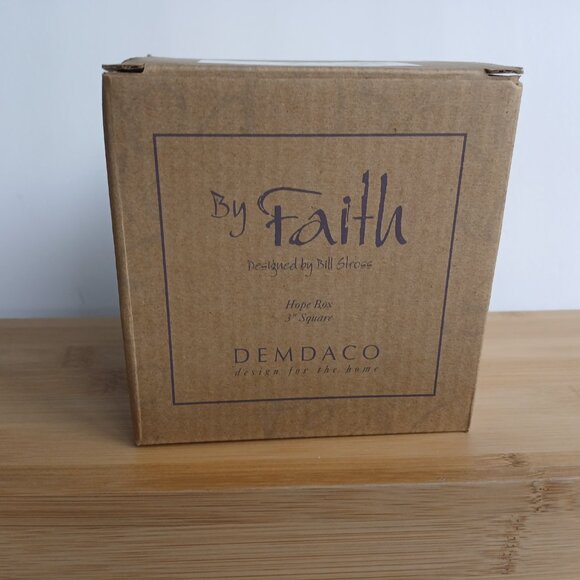 By Faith
Designed by Bill Stross
Hope Box
3" Square
DEMDACO
design for the home